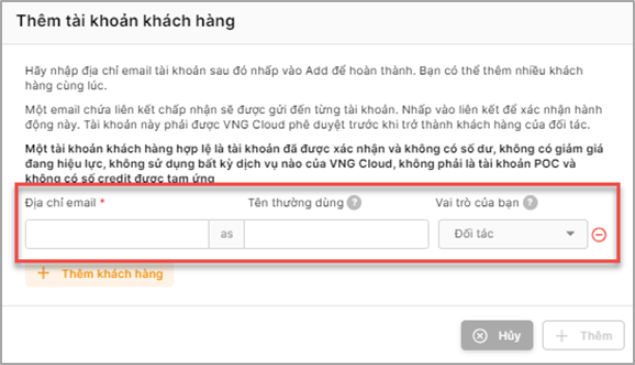 Thêm tài khoản khách hàng
Hãy nhập địa chỉ email tài khoản sau đó nhấp vào Add để hoàn thành. Bạn có thể thêm nhiều khách
hàng cùng lúc.
Một email chứa liên kết chấp nhận sẽ được gửi đến từng tài khoản. Nhấp vào liên kết để xác nhận hành
động này. Tài khoản này phải được VNG Cloud phê duyệt trước khi trở thành khách hàng của đối tác.
Một tài khoản khách hàng hợp lệ là tài khoản đã được xác nhận và không có số dư, không có giảm giá
đang hiệu lực, không sử dụng bất kỳ dịch vụ nào của VNG Cloud, không phải là tài khoản POC và
không có số credit được tạm ứng
Địa chỉ email * Tên thường dùng ? Vai trò của bạn ?
as Đối tác
+ Thêm khách hàng
Hủy + Thêm